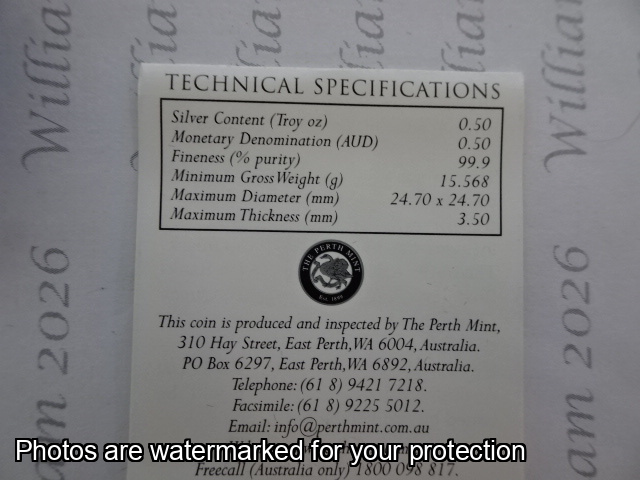 TECHNICAL SPECIFICATIONS
Silver Content (Troy oz) 0.50
Monetary Denomination (AUD) 0.50
Fineness (% purity) 99.9
Minimum Gross Weight (g) 15.568
Maximum Diameter (mm) 24.70 x 24.70
Maximum Thickness (mm) 3.50
THE PERTH MINT
Est. 1899
This coin is produced and inspected by The Perth Mint,
310 Hay Street, East Perth, WA 6004, Australia.
PO Box 6297, East Perth, WA 6892, Australia.
Telephone: (61 8) 9421 7218.
Facsimile: (61 8) 9225 5012.
Email: info@perthmint.com.au
Photos are watermarked for your protection
Freecall (Australia only) 1800 098 817.
Willia
Willia
am 2026
am 2026